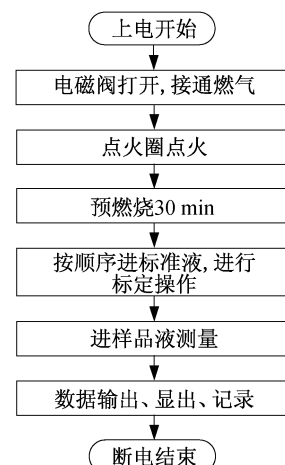 上电开始
电磁阀打开,接通燃气
点火圈点火
预燃烧30 min
按顺序进标准液,进行
标定操作
进样品液测量
数据输出、显出、记录
断电结束